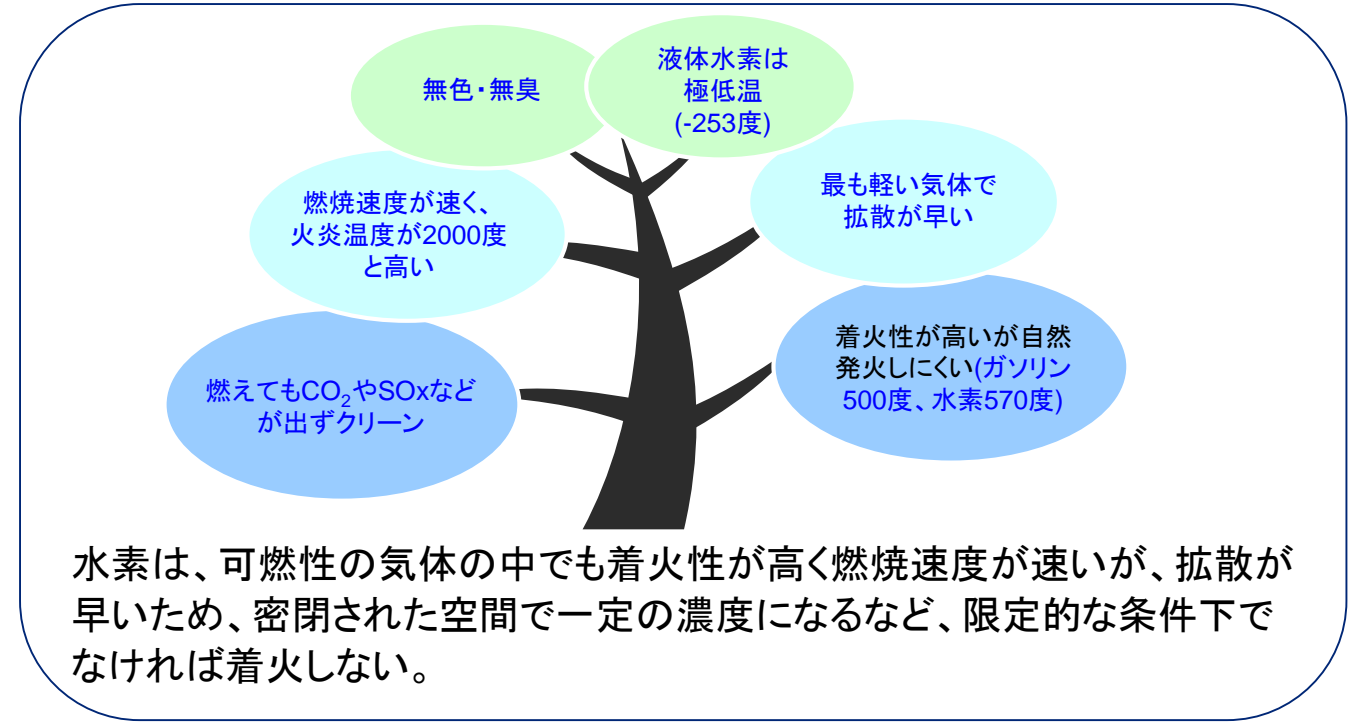 無色・無臭
液体水素は
極低温
(-253度)
燃焼速度が速く、
火炎温度が2000度
と高い
最も軽い気体で
拡散が早い
燃えてもCO₂やSOxなど
が出ずクリーン
着火性が高いが自然
発火しにくい(ガソリン
500度、水素570度)
水素は、可燃性の気体の中でも着火性が高く燃焼速度が速いが、拡散が
早いため、密閉された空間で一定の濃度になるなど、限定的な条件下で
なければ着火しない。